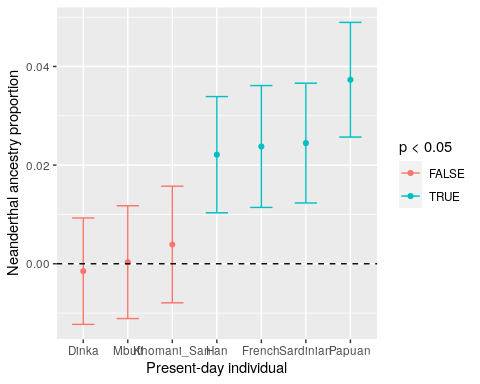 Neanderthal ancestry proportion
0.04
0.02
0.00
Dinka Mbuti Khomani_San Han French Sardinian Papuan
Present-day individual
p < 0.05
FALSE
TRUE